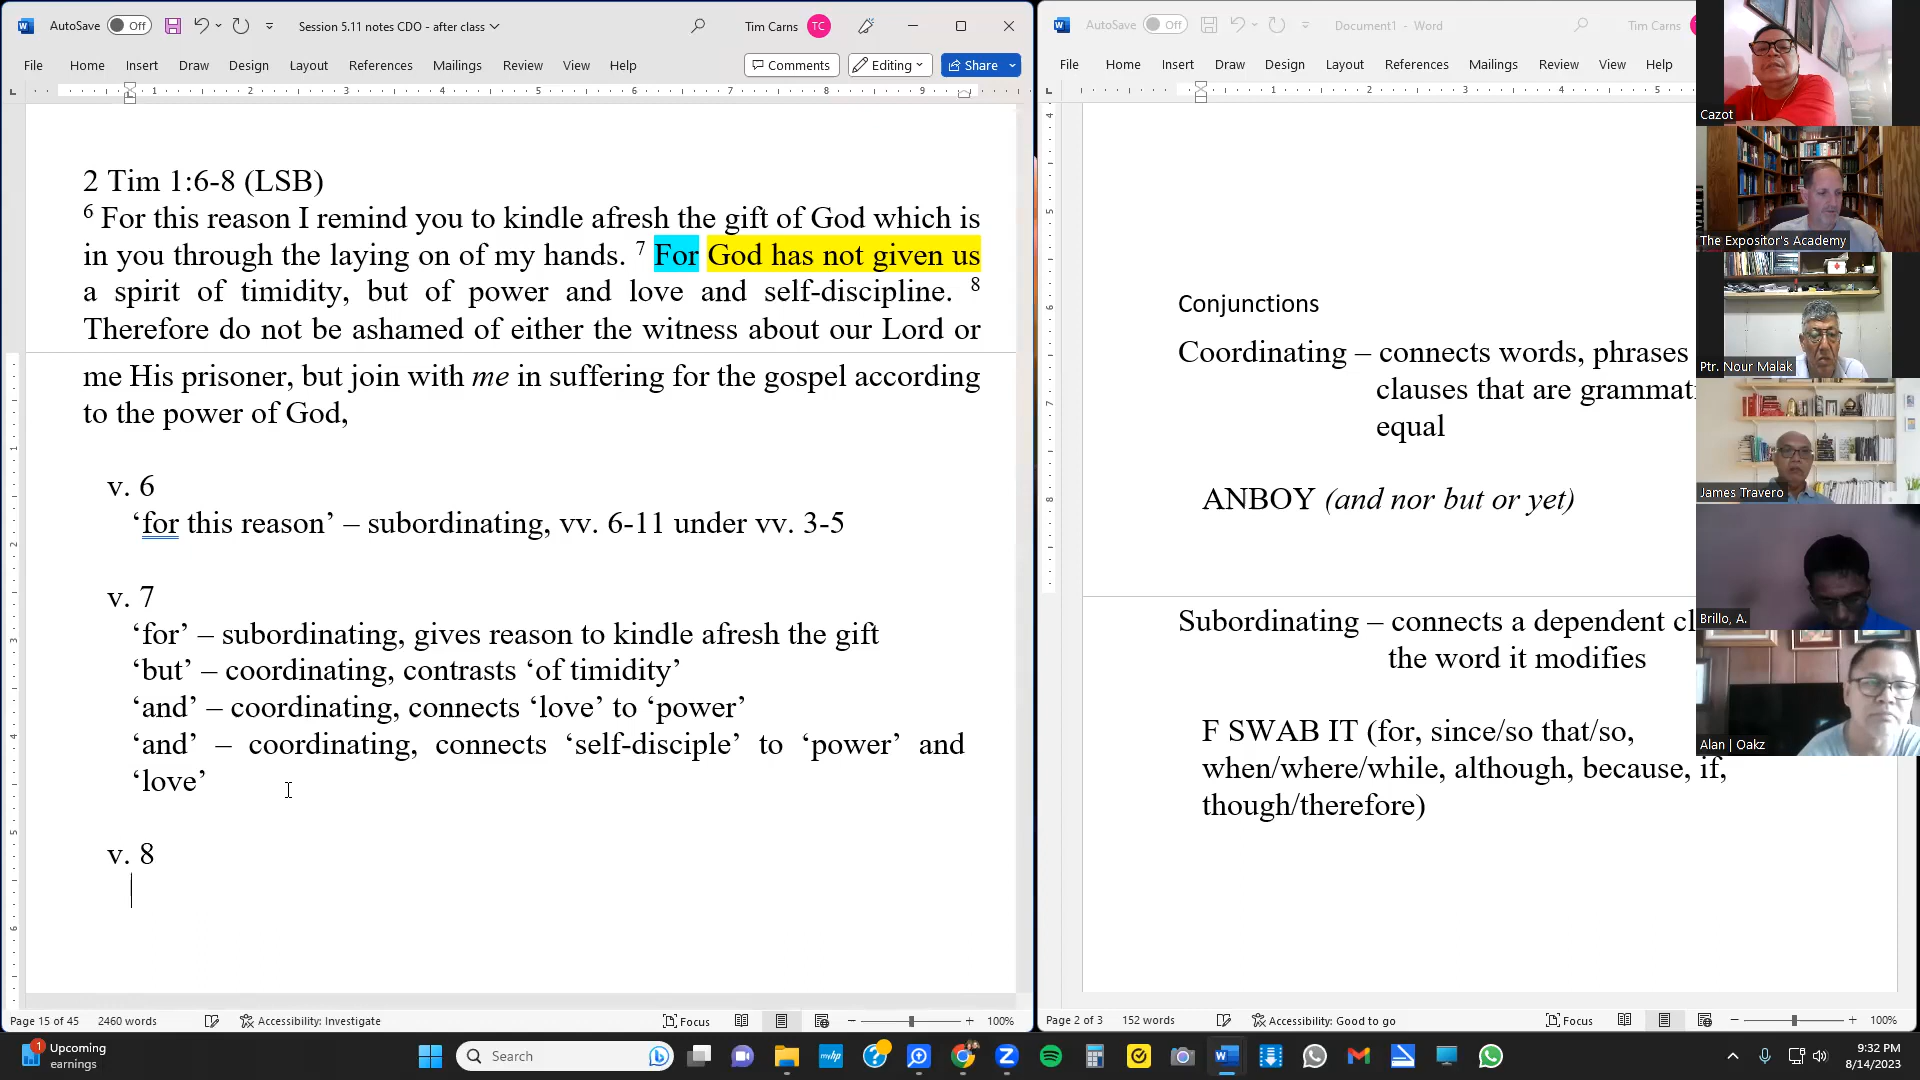 AutoSave Off Session 5.11 notes CDO - after class Tim Carns TC
File Home Insert Draw Design Layout References Mailings Review View Help Comments Editing Share
2 Tim 1:6-8 (LSB)
6 For this reason I remind you to kindle afresh the gift of God which is
in you through the laying on of my hands. 7 For God has not given us
a spirit of timidity, but of power and love and self-discipline. 8
Therefore do not be ashamed of either the witness about our Lord or
me His prisoner, but join with me in suffering for the gospel according
to the power of God,
v. 6
‘for this reason’ – subordinating, vv. 6-11 under vv. 3-5
v. 7
‘for’ – subordinating, gives reason to kindle afresh the gift
‘but’ – coordinating, contrasts ‘of timidity’
‘and’ – coordinating, connects ‘love’ to ‘power’
‘and’ – coordinating, connects ‘self-disciple’ to ‘power’ and
‘love’
v. 8
Page 15 of 45 2460 words Accessibility: Investigate Focus 100%
AutoSave Off Document1 - Word Tim Carns
File Home Insert Draw Design Layout References Mailings Review View Help
Conjunctions
Coordinating – connects words, phrases
clauses that are grammati
equal
ANBOY (and nor but or yet)
Subordinating – connects a dependent cl
the word it modifies
F SWAB IT (for, since/so that/so,
when/where/while, although, because, if,
though/therefore)
Page 2 of 3 152 words Accessibility: Good to go Focus 100%
Cazot
The Expositor's Academy
Ptr. Nour Malak
James Travero
Brillo, A.
Alan | Oakz
1 Upcoming
earnings
Search
9:32 PM
8/14/2023